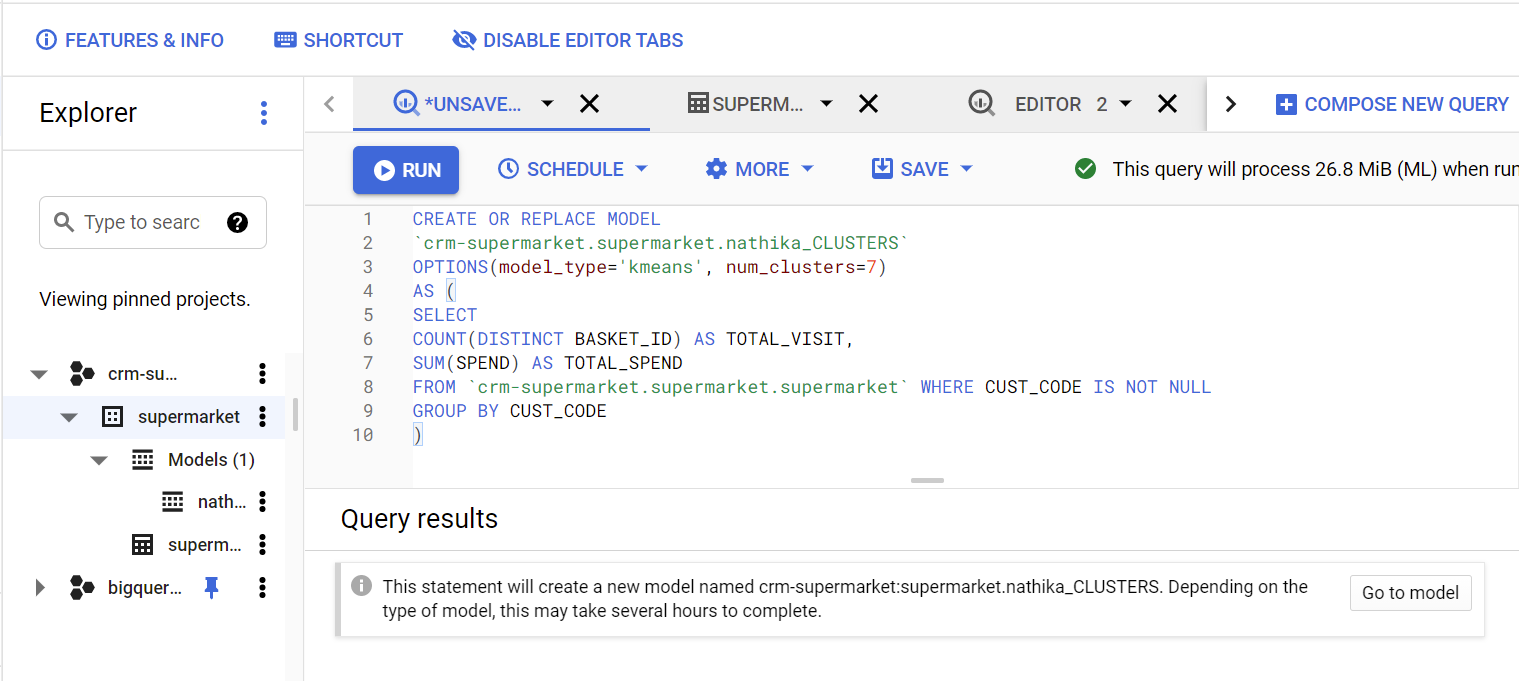 FEATURES & INFO SHORTCUT DISABLE EDITOR TABS
Explorer
*UNSAVE... SUPERM... EDITOR 2 COMPOSE NEW QUERY
RUN SCHEDULE MORE SAVE This query will process 26.8 MiB (ML) when run
Type to searc
Viewing pinned projects.
crm-su...
supermarket
Models (1)
nath...
superm...
bigquer...
1 CREATE OR REPLACE MODEL
2 `crm-supermarket.supermarket.nathika_CLUSTERS`
3 OPTIONS(model_type='kmeans', num_clusters=7)
4 AS (
5 SELECT
6 COUNT(DISTINCT BASKET_ID) AS TOTAL_VISIT,
7 SUM(SPEND) AS TOTAL_SPEND
8 FROM `crm-supermarket.supermarket.supermarket` WHERE CUST_CODE IS NOT NULL
9 GROUP BY CUST_CODE
10 )
Query results
This statement will create a new model named crm-supermarket:supermarket.nathika_CLUSTERS. Depending on the
type of model, this may take several hours to complete.
Go to model